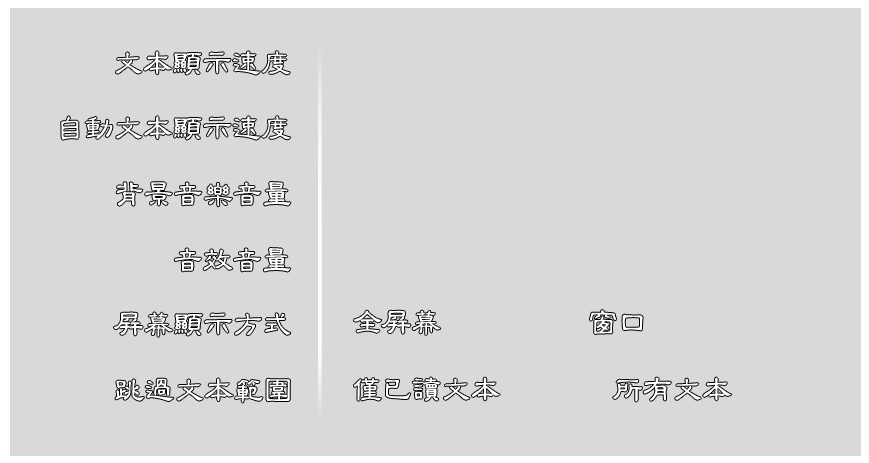 文本顯示速度
自動文本顯示速度
背景音樂音量
音效音量
屏幕顯示方式 全屏幕 窗口
跳過文本範圍 僅已讀文本 所有文本